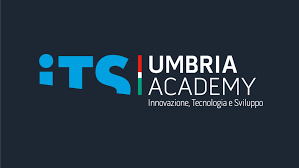 iTS
UMBRIA
ACADEMY
Innovazione, Tecnologia e Sviluppo